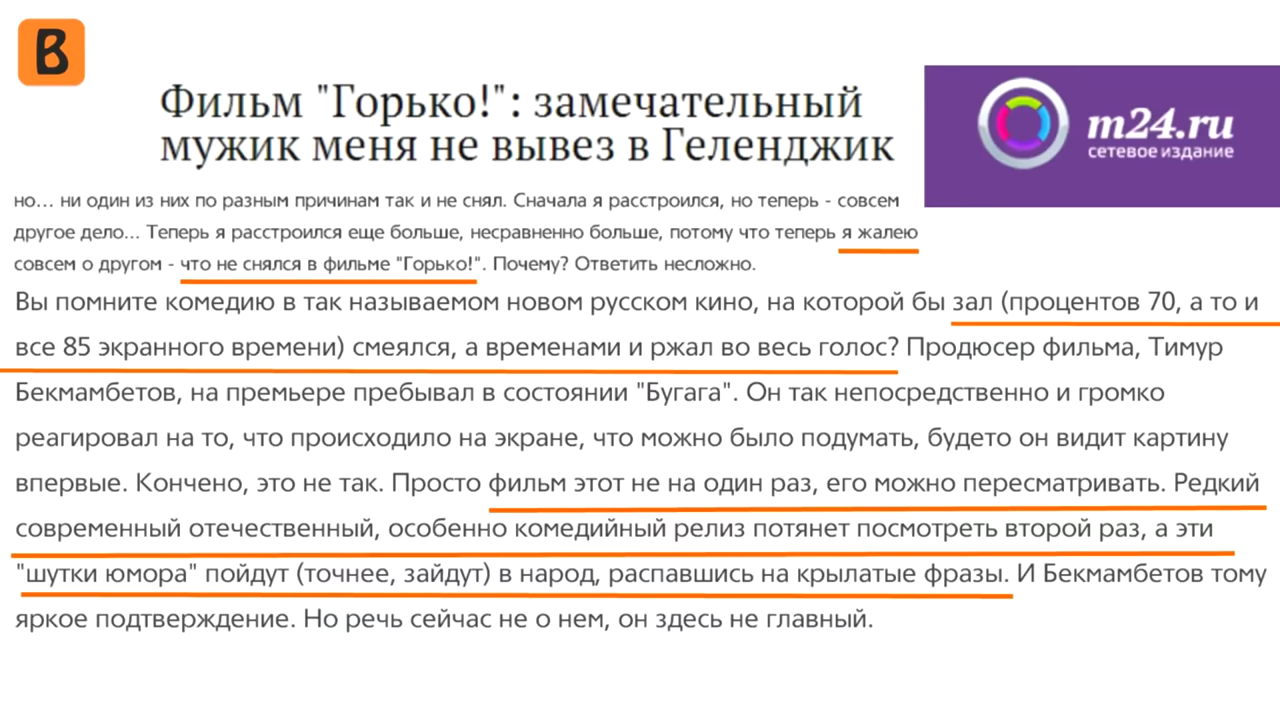 В
Фильм "Горько!": замечательный
мужик меня не вывез в Геленджик
m24.ru
сетевое издание
но... ни один из них по разным причинам так и не снял. Сначала я расстроился, но теперь - совсем
другое дело... Теперь я расстроился еще больше, несравненно больше, потому что теперь я жалею
совсем о другом - что не снялся в фильме "Горько!". Почему? Ответить несложно.
Вы помните комедию в так называемом новом русском кино, на которой бы зал (процентов 70, а то и
все 85 экранного времени) смеялся, а временами и ржал во весь голос? Продюсер фильма, Тимур
Бекмамбетов, на премьере пребывал в состоянии "Бугага". Он так непосредственно и громко
реагировал на то, что происходило на экране, что можно было подумать, будето он видит картину
впервые. Кончено, это не так. Просто фильм этот не на один раз, его можно пересматривать. Редкий
современный отечественный, особенно комедийный релиз потянет посмотреть второй раз, а эти
"шутки юмора" пойдут (точнее, зайдут) в народ, распавшись на крылатые фразы. И Бекмамбетов тому
яркое подтверждение. Но речь сейчас не о нем, он здесь не главный.